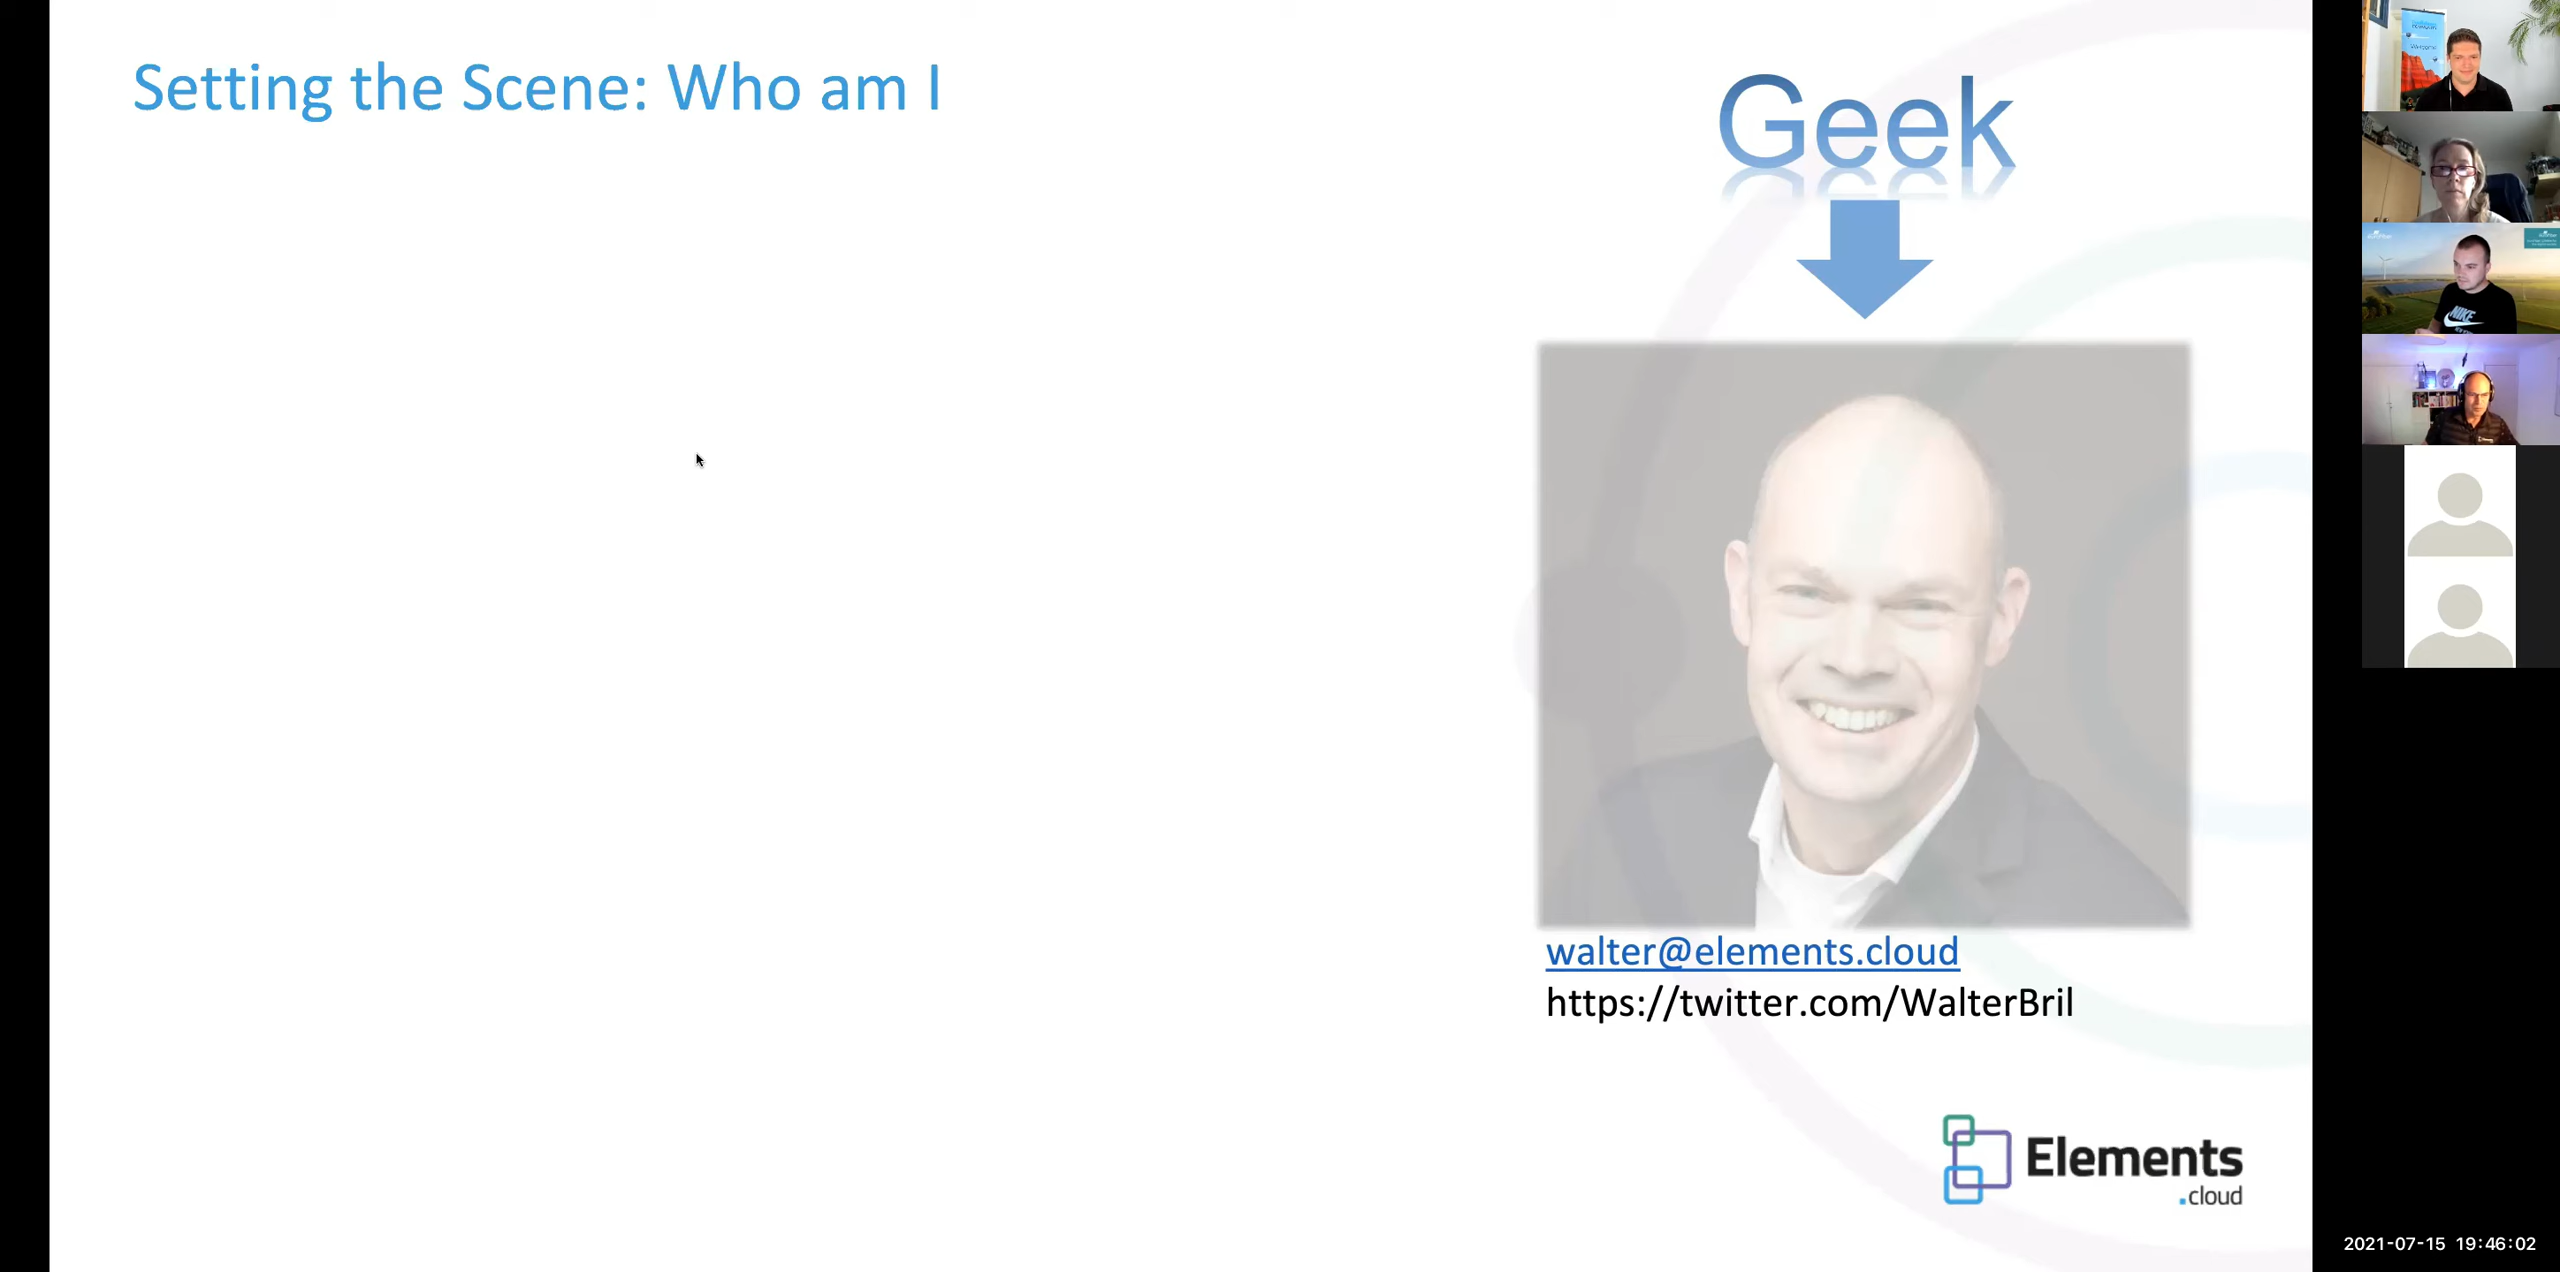 Setting the Scene: Who am I
Geek
walter@elements.cloud
https://twitter.com/WalterBril
Elements
.cloud
NIKE
2021-07-15 19:46:02